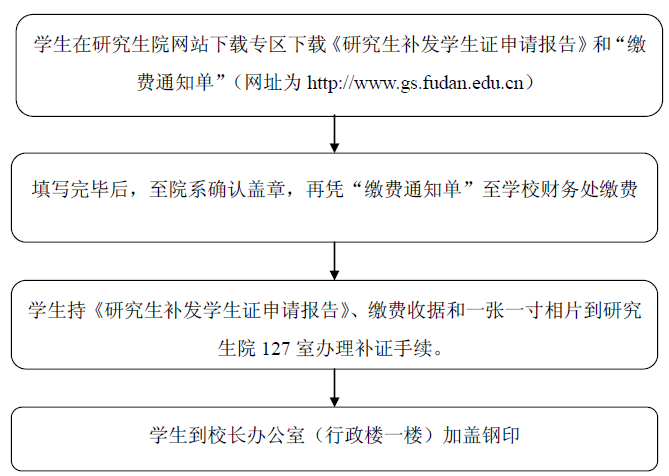 学生在研究生院网站下载专区下载《研究生补发学生证申请报告》和“缴
费通知单”（网址为 http://www.gs.fudan.edu.cn）
填写完毕后，至院系确认盖章，再凭“缴费通知单”至学校财务处缴费
学生持《研究生补发学生证申请报告》、缴费收据和一张一寸相片到研究
生院 127 室办理补证手续。
学生到校长办公室（行政楼一楼）加盖钢印